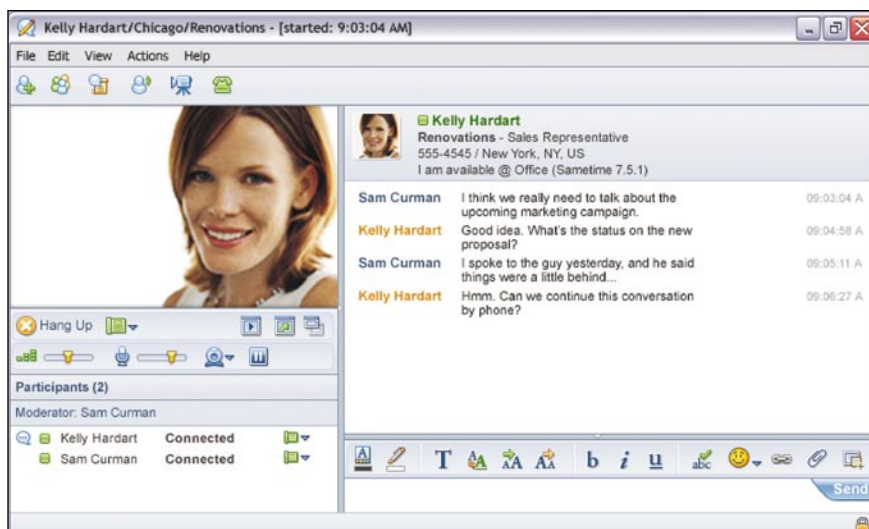 Kelly Hardart/Chicago/Renovations - [started: 9:03:04 AM]
File Edit View Actions Help
Kelly Hardart
Renovations - Sales Representative
555-4545 / New York, NY, US
I am available @ Office (Sametime 7.5.1)
Sam Curman I think we really need to talk about the 09:03:04 A
upcoming marketing campaign.
Kelly Hardart Good idea. What's the status on the new 09:04:58 A
proposal?
Sam Curman I spoke to the guy yesterday, and he said 09:05:11 A
things were a little behind...
Kelly Hardart Hmm. Can we continue this conversation 09:06:27 A
by phone?
Hang Up
Participants (2)
Moderator: Sam Curman
Kelly Hardart Connected
Sam Curman Connected
A T A A A A A b i u abc
Send